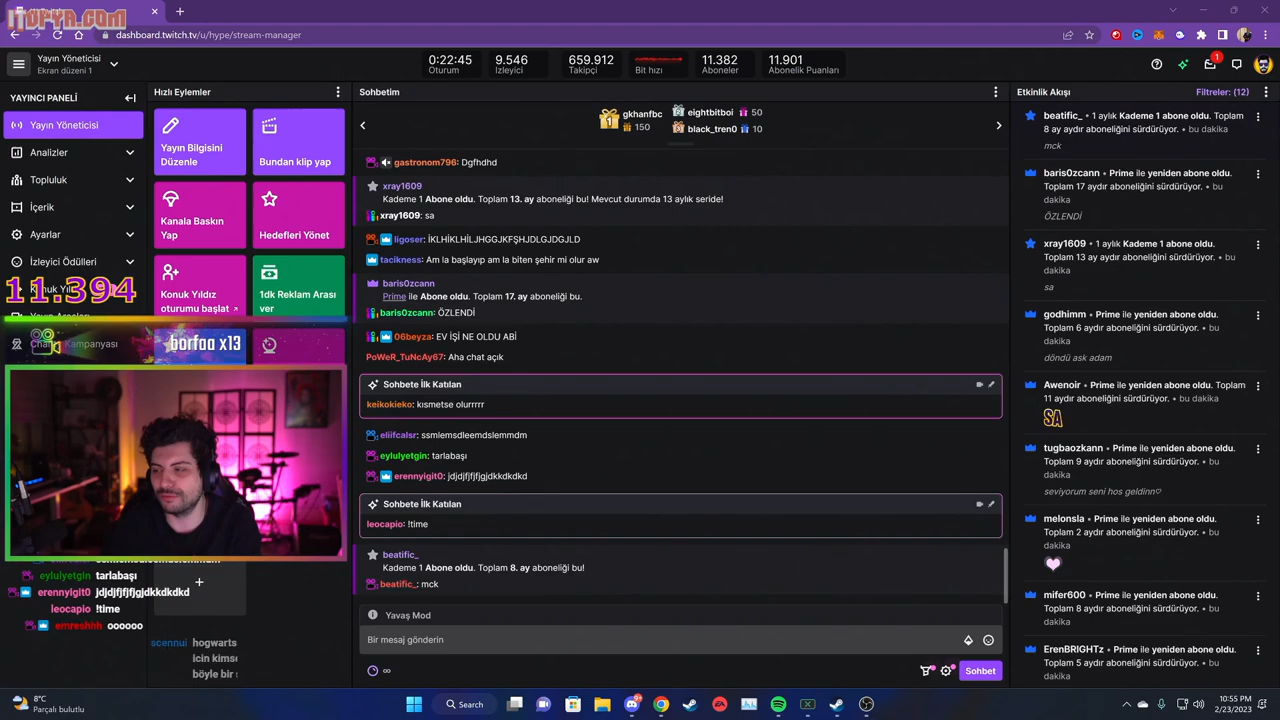 iTOPYA.COM
dashboard.twitch.tv/u/hype/stream-manager
Yayın Yöneticisi
Ekran düzeni 1
0:22:45
Oturum
9.546
İzleyici
659.912
Takipçi
Bit hızı
11.382
Aboneler
11.901
Abonelik Puanları
1
YAYINCI PANELİ
Yayın Yöneticisi
Analizler
Topluluk
İçerik
Ayarlar
İzleyici Ödülleri
11.394
borfaa x13
Hızlı Eylemler
Yayın Bilgisini
Düzenle
Bundan klip yap
Kanala Baskın
Yap
Hedefleri Yönet
Konuk Yıldız
oturumu başlat
1dk Reklam Arası
ver
eylulyetgin tarlabaşı
erennyigit0 jdjdjfjfjfjgjdkkdkdkd
leocapio !time
emreshhh oooooo
scennui hogwarts
icin kimse
böyle bir s
Sohbetim
gkhanfbc
150
eightbitboi 50
black_tren0 10
gastronom796: Dgfhdhd
xray1609
Kademe 1 Abone oldu. Toplam 13. ay aboneliği bu! Mevcut durumda 13 aylık seride!
xray1609: sa
ligoser: İKLHİKLHİLJHGGJKFŞHJDLGJDGJLD
tacikness: Am la başlayıp am la biten şehir mi olur aw
baris0zcann
Prime ile Abone oldu. Toplam 17. ay aboneliği bu.
baris0zcann: ÖZLENDİ
06beyza: EV İŞİ NE OLDU ABİ
PoWeR_TuNcAy67: Aha chat açık
Sohbete İlk Katılan
keikokieko: kısmetse olurrrrr
eliifcalsr: ssmlemsdleemdslemmdm
eylulyetgin: tarlabaşı
erennyigit0: jdjdjfjfjfjgjdkkdkdkd
Sohbete İlk Katılan
leocapio: !time
beatific_
Kademe 1 Abone oldu. Toplam 8. ay aboneliği bu!
beatific_: mck
Yavaş Mod
Bir mesaj gönderin
Sohbet
Etkinlik Akışı
Filtreler: (12)
beatific_ • 1 aylık Kademe 1 abone oldu. Toplam
8 ay aydır aboneliğini sürdürüyor. • bu dakika
mck
baris0zcann • Prime ile yeniden abone oldu.
Toplam 17 aydır aboneliğini sürdürüyor. • bu
dakika
ÖZLENDİ
xray1609 • 1 aylık Kademe 1 abone oldu.
Toplam 13 ay aydır aboneliğini sürdürüyor. • bu
dakika
sa
godhimm • Prime ile yeniden abone oldu.
Toplam 6 aydır aboneliğini sürdürüyor. • bu
dakika
döndü ask adam
Awenoir • Prime ile yeniden abone oldu. Toplam
11 aydır aboneliğini sürdürüyor. • bu dakika
SA
tugbaozkann • Prime ile yeniden abone oldu.
Toplam 9 aydır aboneliğini sürdürüyor. • bu
dakika
seviyorum seni hos geldinn♡
melonsla • Prime ile yeniden abone oldu.
Toplam 2 aydır aboneliğini sürdürüyor. • bu
dakika
mifer600 • Prime ile yeniden abone oldu.
Toplam 8 aydır aboneliğini sürdürüyor. • bu
dakika
ErenBRIGHTz • Prime ile yeniden abone oldu.
Toplam 5 aydır aboneliğini sürdürüyor. • bu
dakika
8°C
Parçalı bulutlu
Search
10:55 PM
2/23/2023